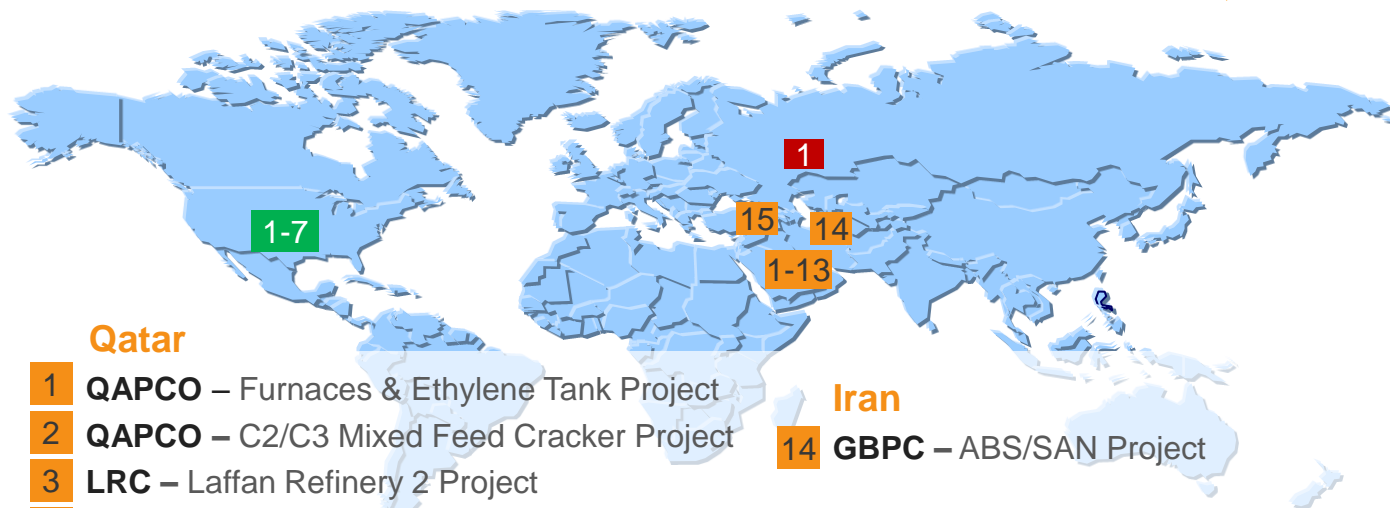 1
15
14
1-7
1-13
Qatar
1 QAPCO – Furnaces & Ethylene Tank Project
2 QAPCO – C2/C3 Mixed Feed Cracker Project
3 LRC – Laffan Refinery 2 Project
Iran
14 GBPC – ABS/SAN Project